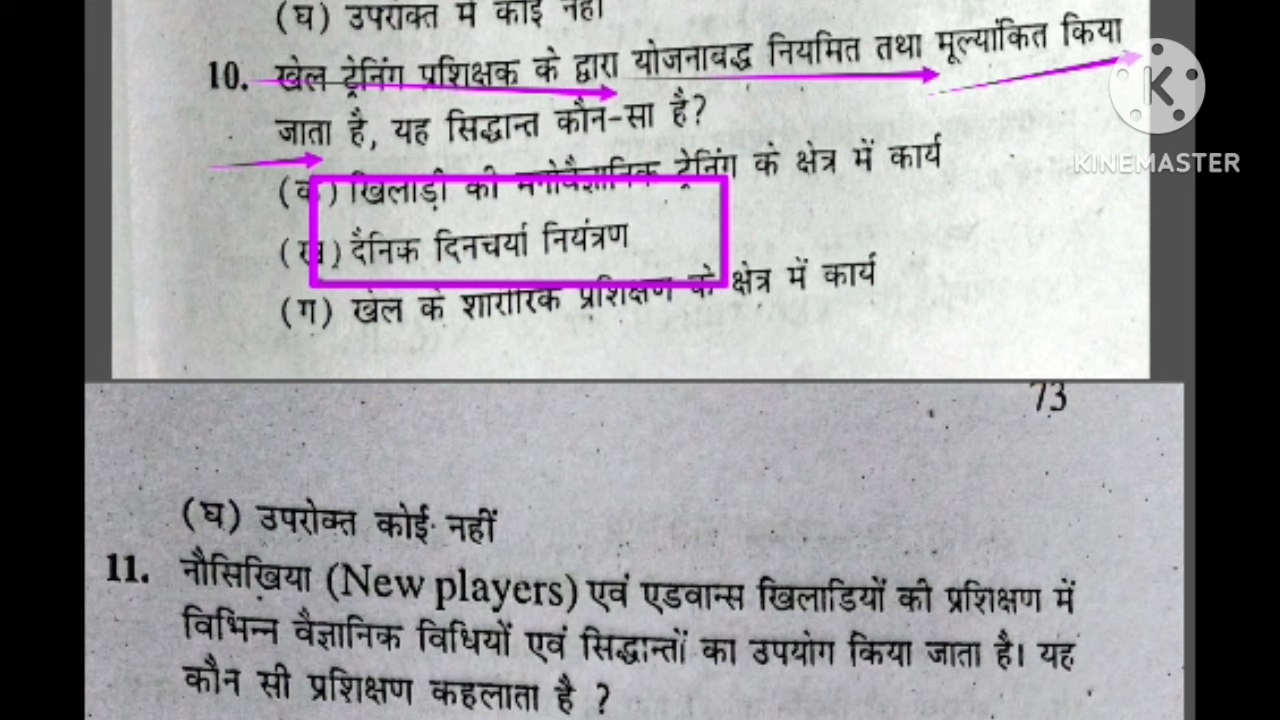 (घ) उपरोक्त में कोई नहीं
10. खेल ट्रेनिंग प्रशिक्षक के द्वारा योजनाबद्ध नियमित तथा मूल्यांकित किया
जाता है, यह सिद्धान्त कौन-सा है?
(क) खिलाड़ी की मनोवैज्ञानिक ट्रेनिंग के क्षेत्र में कार्य
(ख) दैनिक दिनचर्या नियंत्रण
(ग) खेल के शारीरिक प्रशिक्षण के क्षेत्र में कार्य
K
KINEMASTER
73
(घ) उपरोक्त कोई नहीं
11. नौसिखिया (New players) एवं एडवान्स खिलाडियों की प्रशिक्षण में
विभिन्न वैज्ञानिक विधियों एवं सिद्धान्तों का उपयोग किया जाता है। यह
कौन सी प्रशिक्षण कहलाता है ?